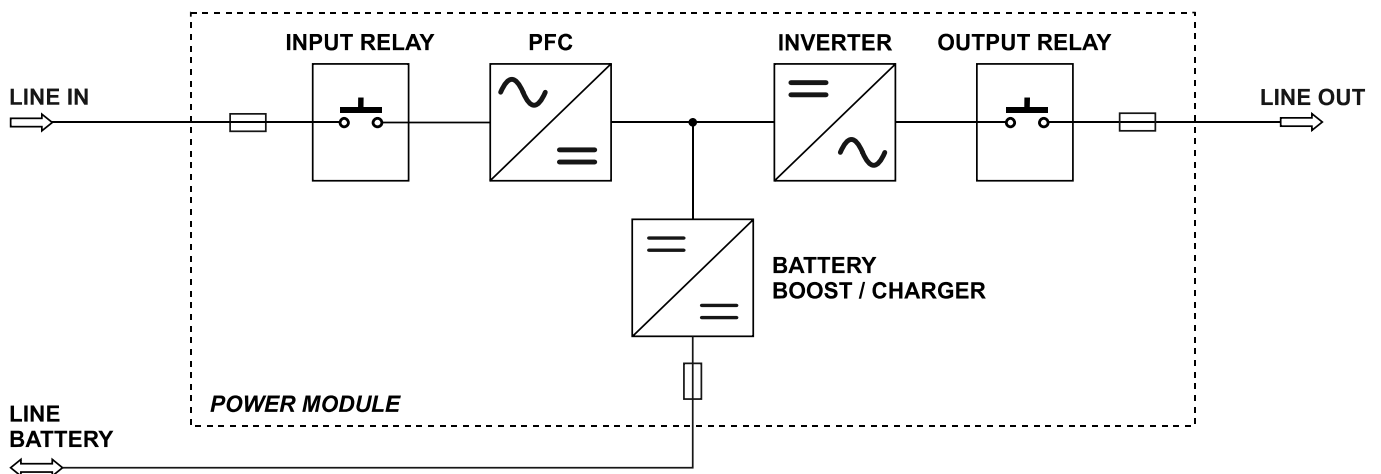 INPUT RELAY
PFC
INVERTER
OUTPUT RELAY
LINE IN
LINE OUT
BATTERY
BOOST / CHARGER
POWER MODULE
LINE
BATTERY